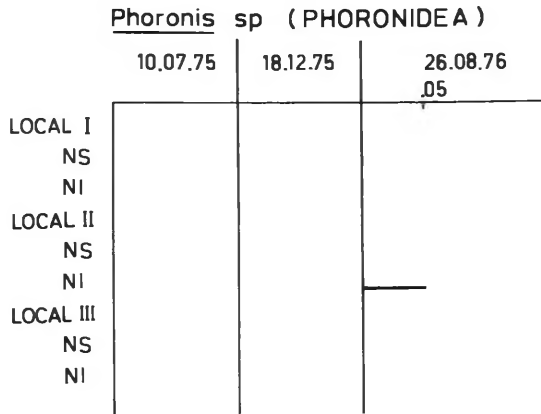 Phoronis sp (PHORONIDEA)
10.07.75 18.12.75 26.08.76
.05
LOCAL I
NS
NI
LOCAL II
NS
NI
LOCAL III
NS
NI